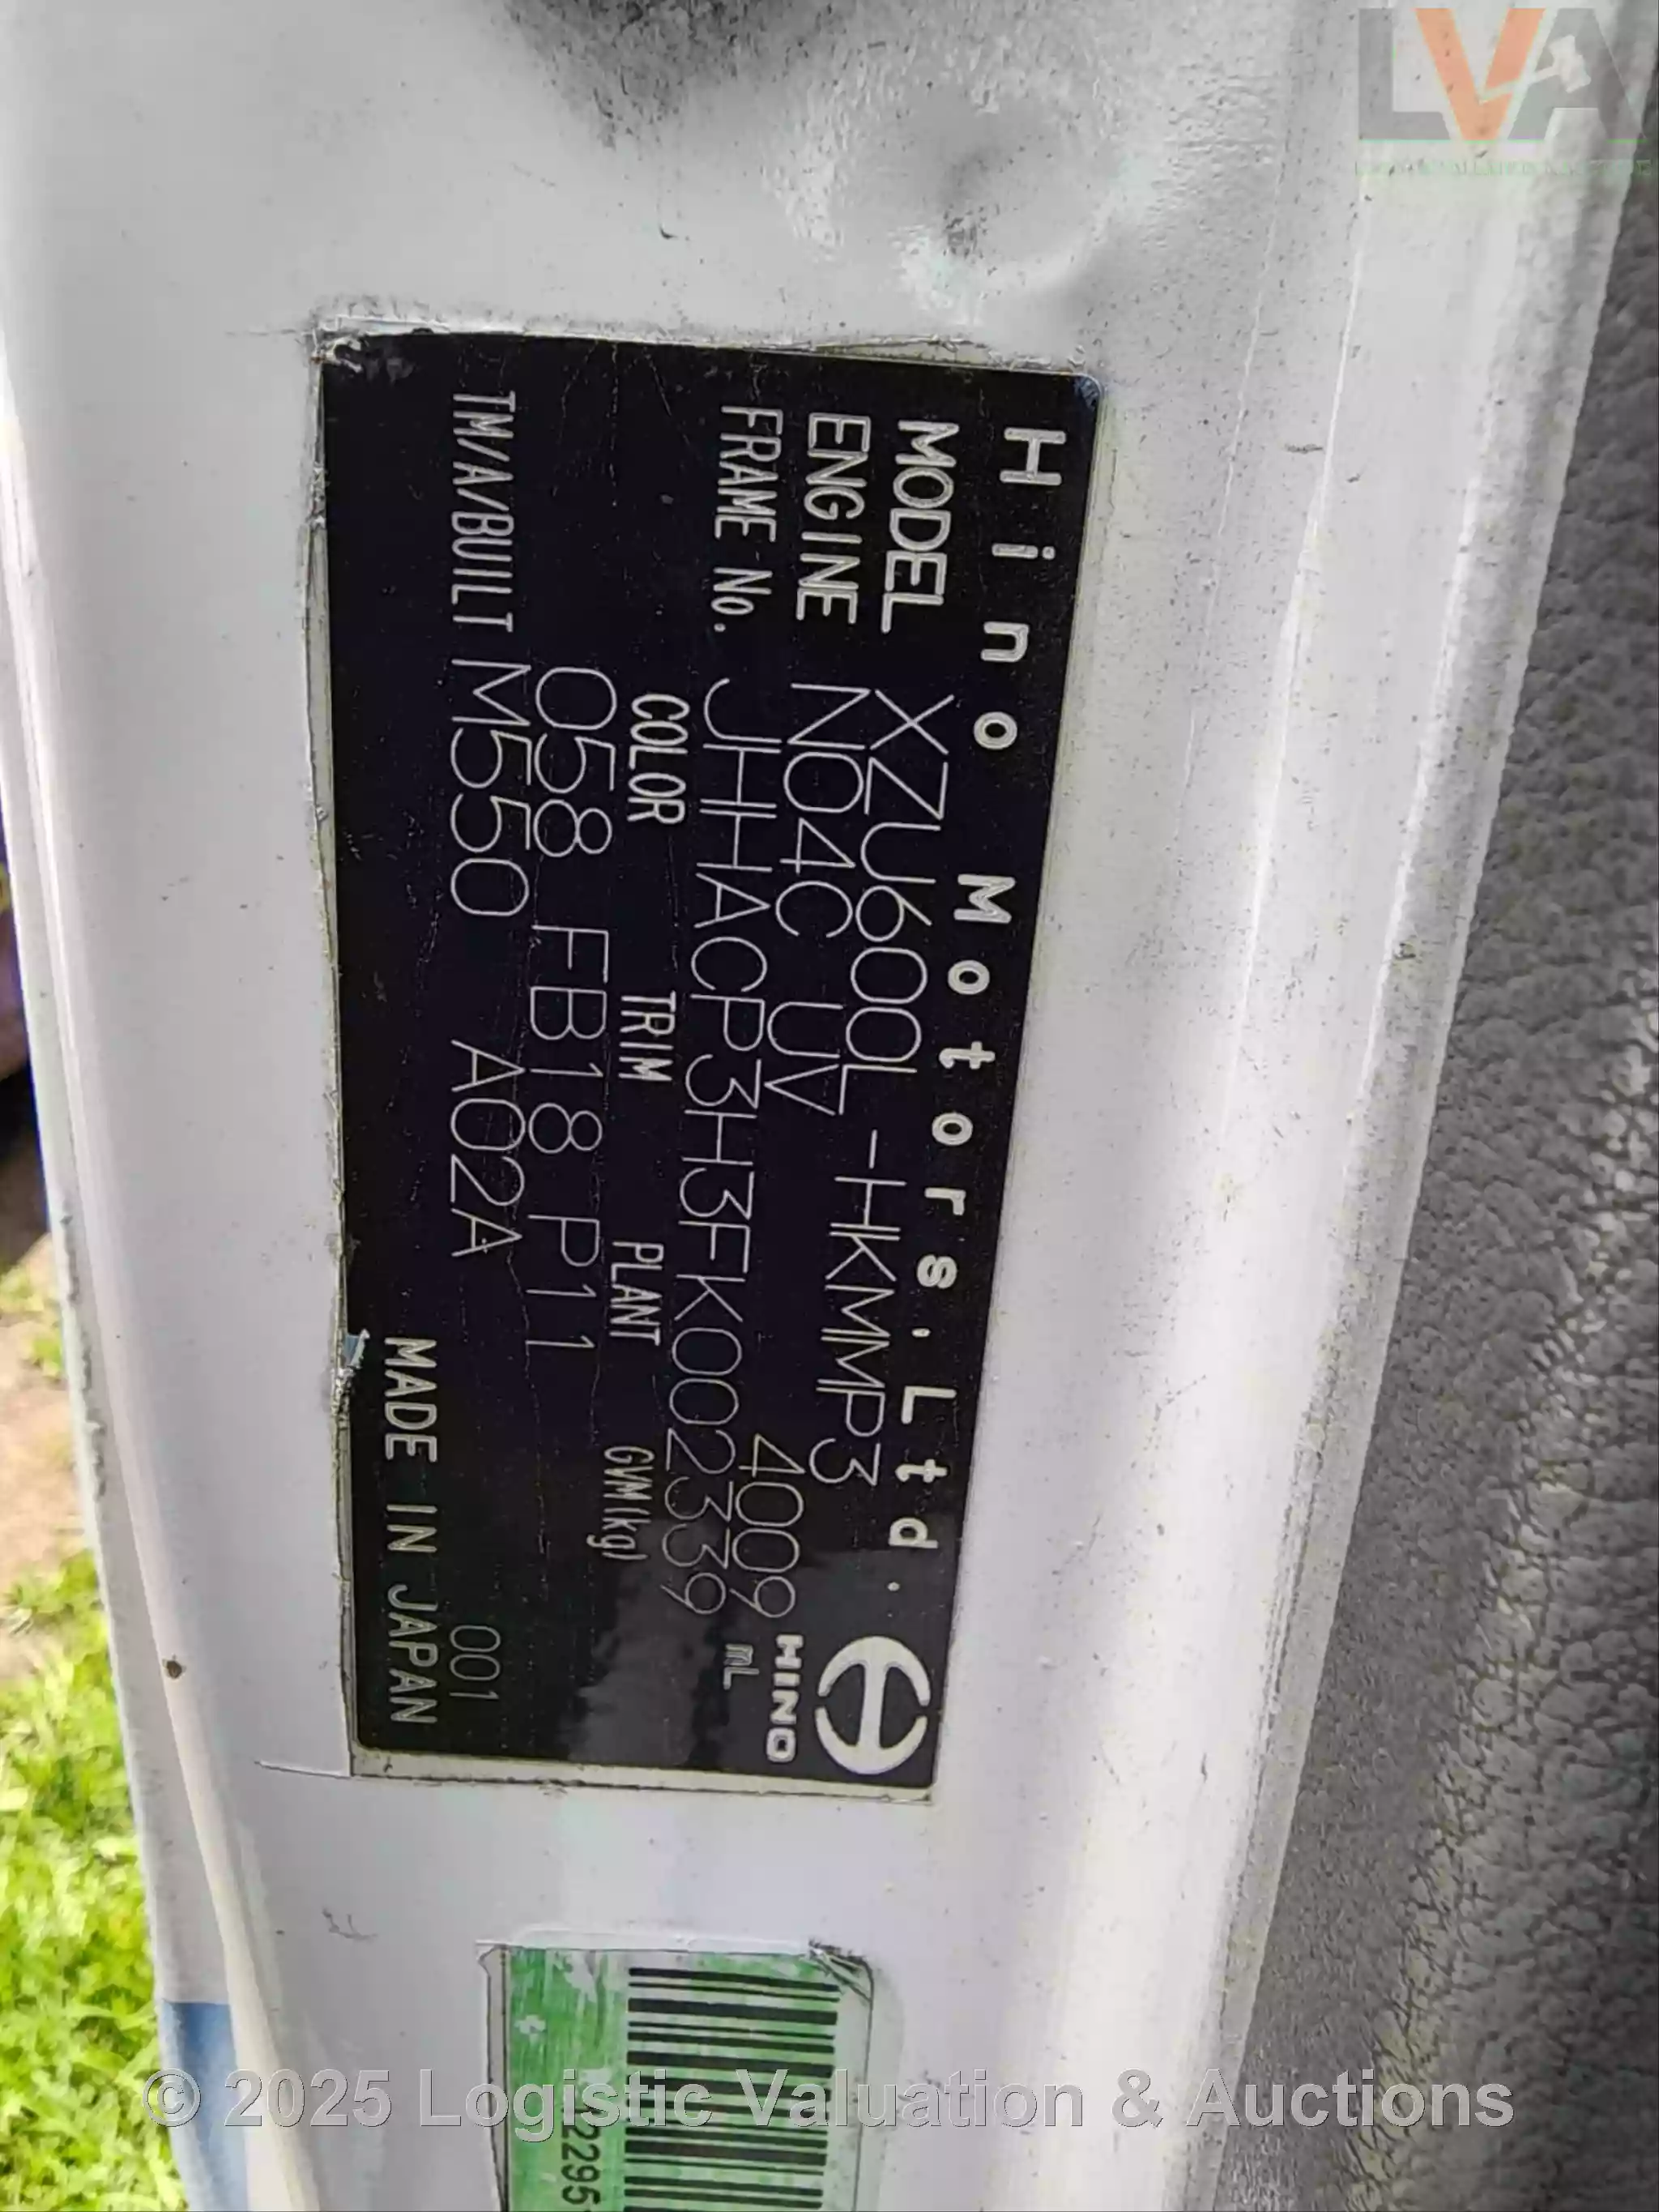 LVA
Hino Motors, Ltd.
MODEL XZU600L-HKMMP3
ENGINE N04C UV 4009 mL
HINO
FRAME No. JHHACP3H3FK002339
COLOR TRIM PLANT GVM(kg)
058 FB18 P11
TM/A/BUILT M550 A02A 001
MADE IN JAPAN
© 2025 Logistic Valuation & Auctions